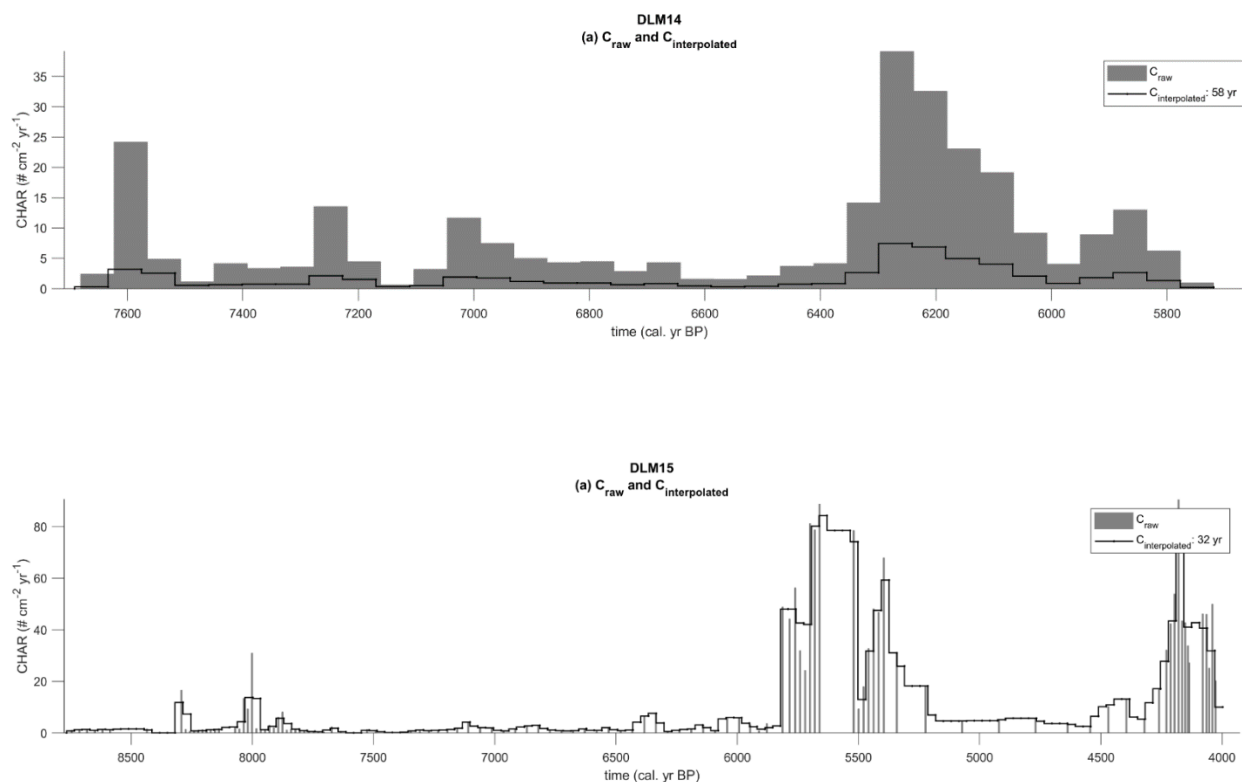 DLM14
(a) C_raw and C_interpolated
CHAR (# cm⁻² yr⁻¹)
35
30
25
20
15
10
5
0
C_raw
C_interpolated: 58 yr
7600 7400 7200 7000 6800 6600 6400 6200 6000 5800
time (cal. yr BP)
DLM15
(a) C_raw and C_interpolated
CHAR (# cm⁻² yr⁻¹)
80
60
40
20
0
C_raw
C_interpolated: 32 yr
8500 8000 7500 7000 6500 6000 5500 5000 4500 4000
time (cal. yr BP)